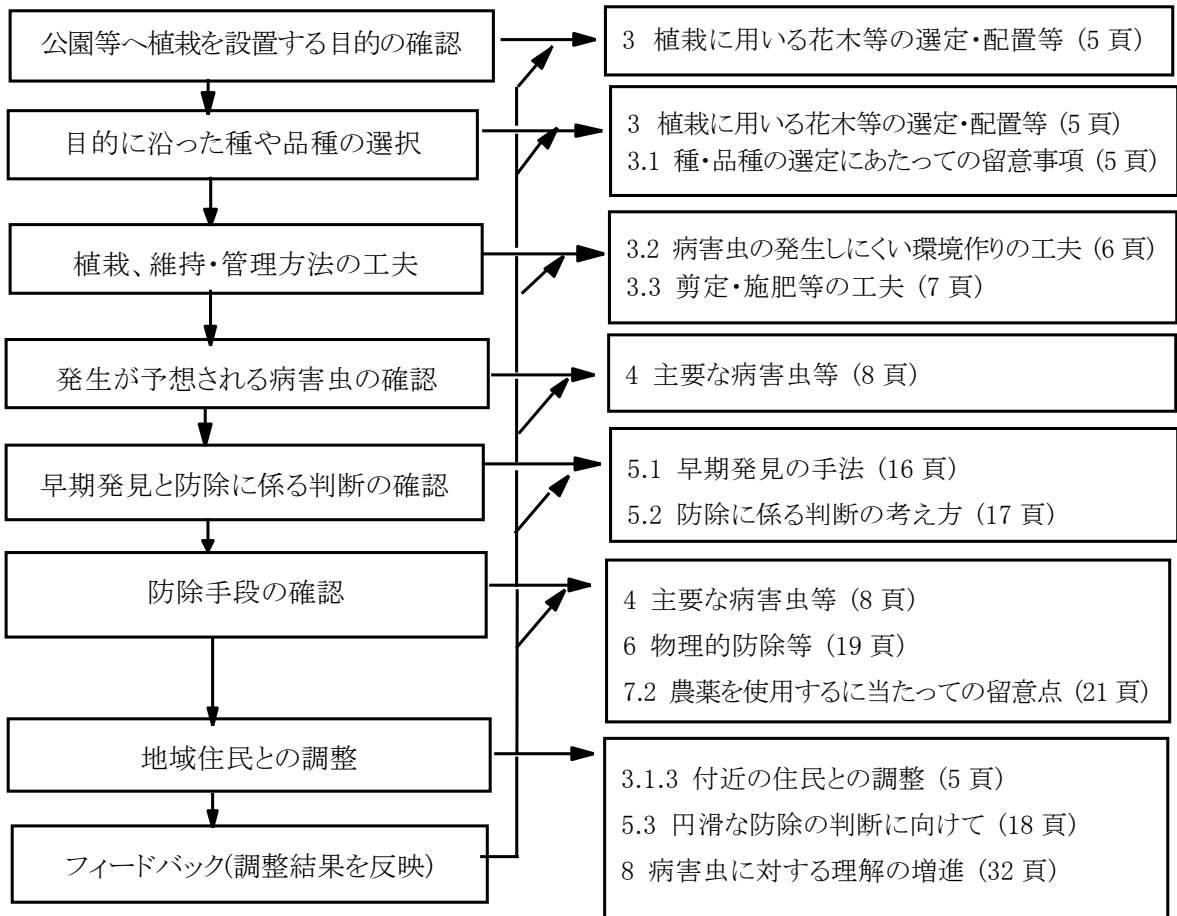 公園等へ植栽を設置する目的の確認
3 植栽に用いる花木等の選定・配置等 (5 頁)
目的に沿った種や品種の選択
3 植栽に用いる花木等の選定・配置等 (5 頁)
3.1 種・品種の選定にあたっての留意事項 (5 頁)
植栽、維持・管理方法の工夫
3.2 病害虫の発生しにくい環境作りの工夫 (6 頁)
3.3 剪定・施肥等の工夫 (7 頁)
発生が予想される病害虫の確認
4 主要な病害虫等 (8 頁)
早期発見と防除に係る判断の確認
5.1 早期発見の手法 (16 頁)
5.2 防除に係る判断の考え方 (17 頁)
防除手段の確認
4 主要な病害虫等 (8 頁)
6 物理的防除等 (19 頁)
7.2 農薬を使用するに当たっての留意点 (21 頁)
地域住民との調整
3.1.3 付近の住民との調整 (5 頁)
5.3 円滑な防除の判断に向けて (18 頁)
8 病害虫に対する理解の増進 (32 頁)
フィードバック(調整結果を反映)